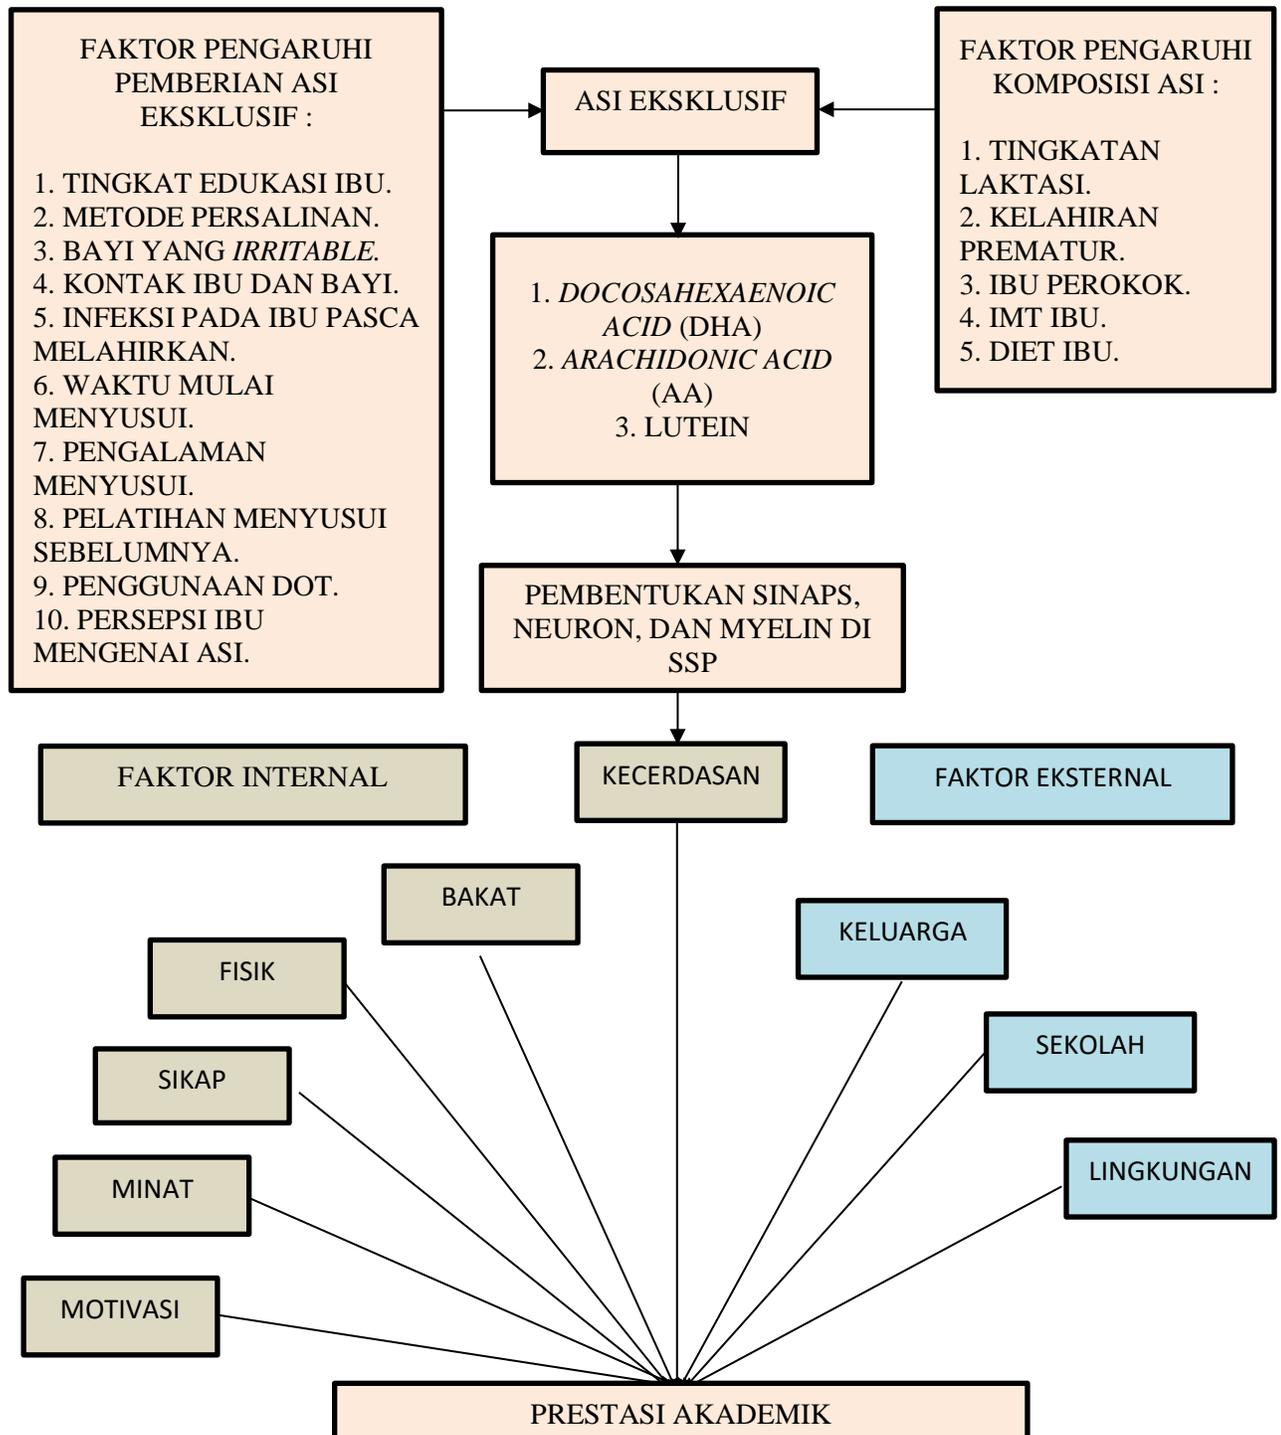 FAKTOR PENGARUHI
PEMBERIAN ASI
EKSKLUSIF :
1. TINGKAT EDUKASI IBU.
2. METODE PERSALINAN.
3. BAYI YANG IRRITABLE.
4. KONTAK IBU DAN BAYI.
5. INFEKSI PADA IBU PASCA
MELAHIRKAN.
6. WAKTU MULAI
MENYUSUI.
7. PENGALAMAN
MENYUSUI.
8. PELATIHAN MENYUSUI
SEBELUMNYA.
9. PENGGUNAAN DOT.
10. PERSEPSI IBU
MENGENAI ASI.
ASI EKSKLUSIF
FAKTOR PENGARUHI
KOMPOSISI ASI :
1. TINGKATAN
LAKTASI.
2. KELAHIRAN
PREMATUR.
3. IBU PEROKOK.
4. IMT IBU.
5. DIET IBU.
1. DOCOSAHEXAENOIC
ACID (DHA)
2. ARACHIDONIC ACID
(AA)
3. LUTEIN
PEMBENTUKAN SINAPS,
NEURON, DAN MYELIN DI
SSP
FAKTOR INTERNAL
KECERDASAN
FAKTOR EKSTERNAL
BAKAT
KELUARGA
FISIK
SEKOLAH
SIKAP
LINGKUNGAN
MINAT
MOTIVASI
PRESTASI AKADEMIK